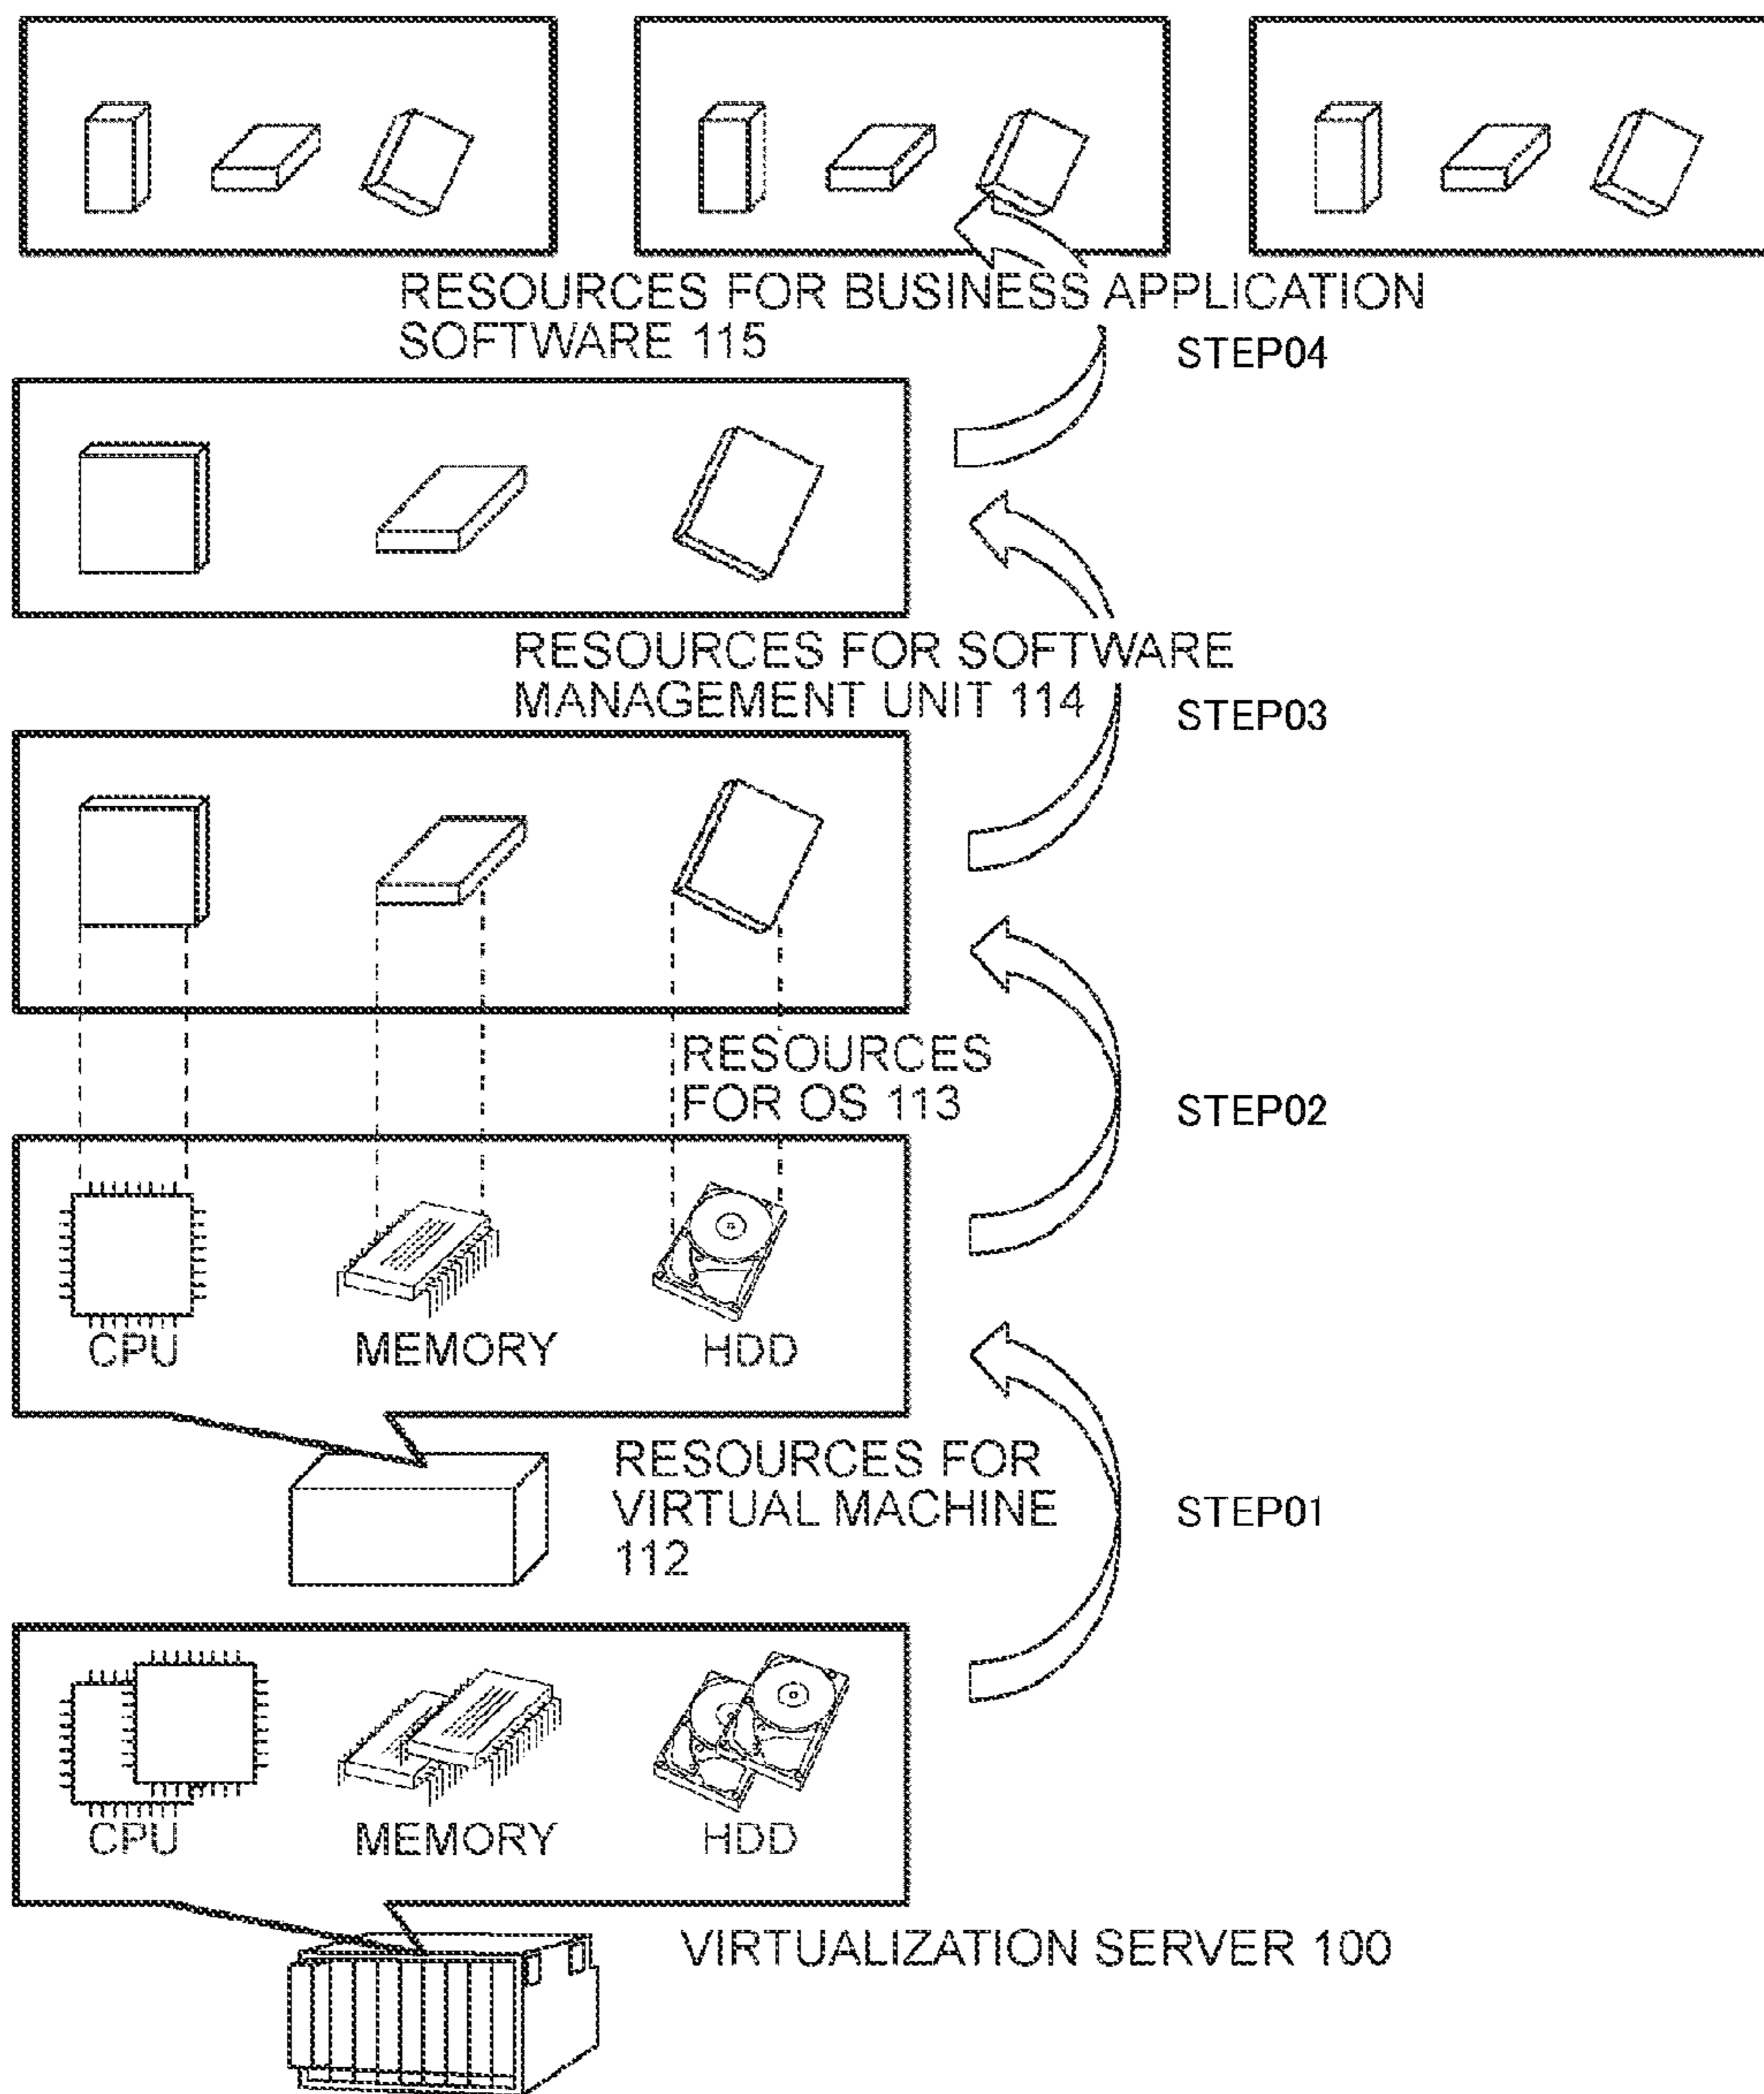 RESOURCES FOR BUSINESS APPLICATION
SOFTWARE 115
STEP04
RESOURCES FOR SOFTWARE
MANAGEMENT UNIT 114
STEP03
RESOURCES
FOR OS 113
STEP02
CPU
MEMORY
HDD
RESOURCES FOR
VIRTUAL MACHINE
112
STEP01
CPU
MEMORY
HDD
VIRTUALIZATION SERVER 100